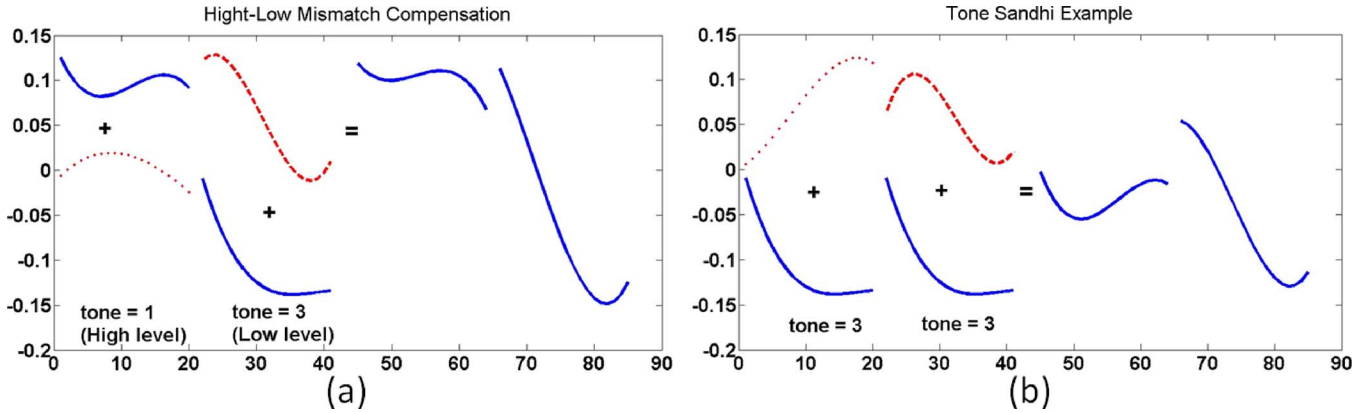 Hight-Low Mismatch Compensation
0.15
0.1
0.05
0
-0.05
-0.1
-0.15
-0.2
+
=
+
tone = 1
(High level)
tone = 3
(Low level)
0 10 20 30 40 50 60 70 80 90
(a)
Tone Sandhi Example
0.15
0.1
0.05
0
-0.05
-0.1
-0.15
-0.2
+ + =
tone = 3
tone = 3
0 10 20 30 40 50 60 70 80 90
(b)